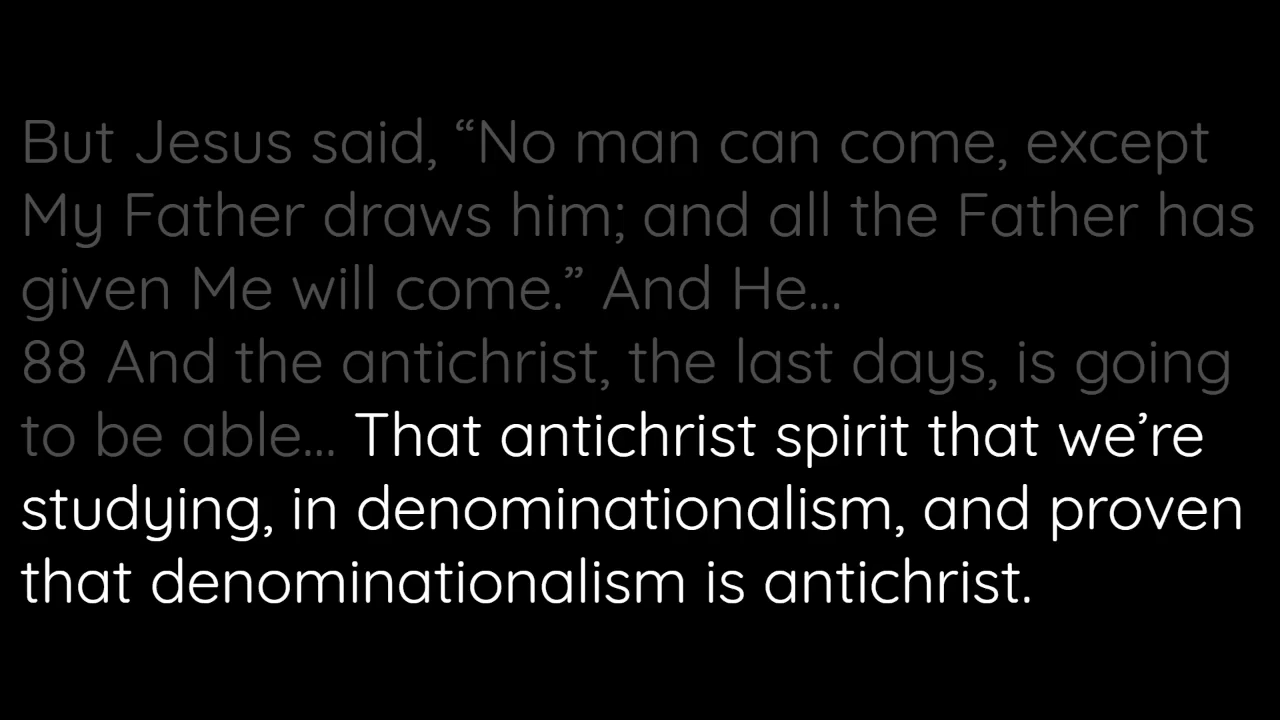 But Jesus said, “No man can come, except
My Father draws him; and all the Father has
given Me will come.” And He...
88 And the antichrist, the last days, is going
to be able... That antichrist spirit that we’re
studying, in denominationalism, and proven
that denominationalism is antichrist.